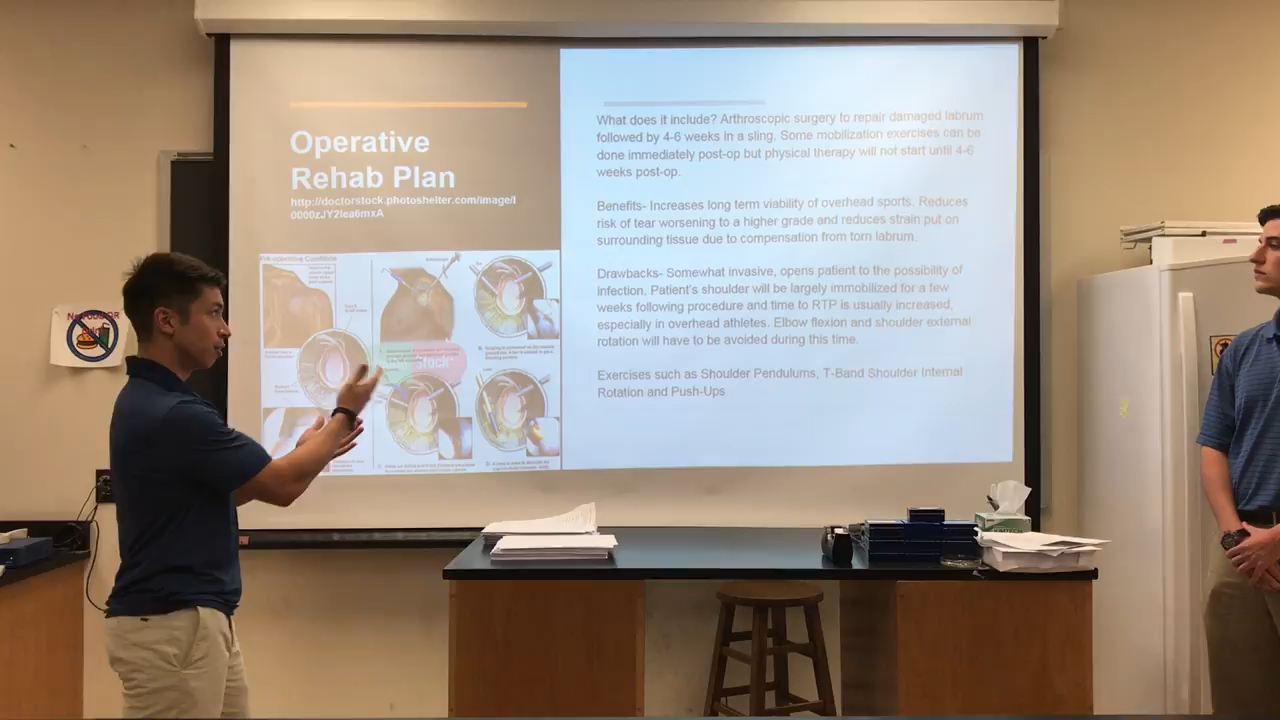 Operative
Rehab Plan
http://doctorstock.photoshelter.com/image/I
0000zJY2Iea6mxA
Pre-operative Condition
What does it include? Arthroscopic surgery to repair damaged labrum
followed by 4-6 weeks in a sling. Some mobilization exercises can be
done immediately post-op but physical therapy will not start until 4-6
weeks post-op.
Benefits- Increases long term viability of overhead sports. Reduces
risk of tear worsening to a higher grade and reduces strain put on
surrounding tissue due to compensation from torn labrum.
Drawbacks- Somewhat invasive, opens patient to the possibility of
infection. Patient's shoulder will be largely immobilized for a few
weeks following procedure and time to RTP is usually increased,
especially in overhead athletes. Elbow flexion and shoulder external
rotation will have to be avoided during this time.
Exercises such as Shoulder Pendulums, T-Band Shoulder Internal
Rotation and Push-Ups